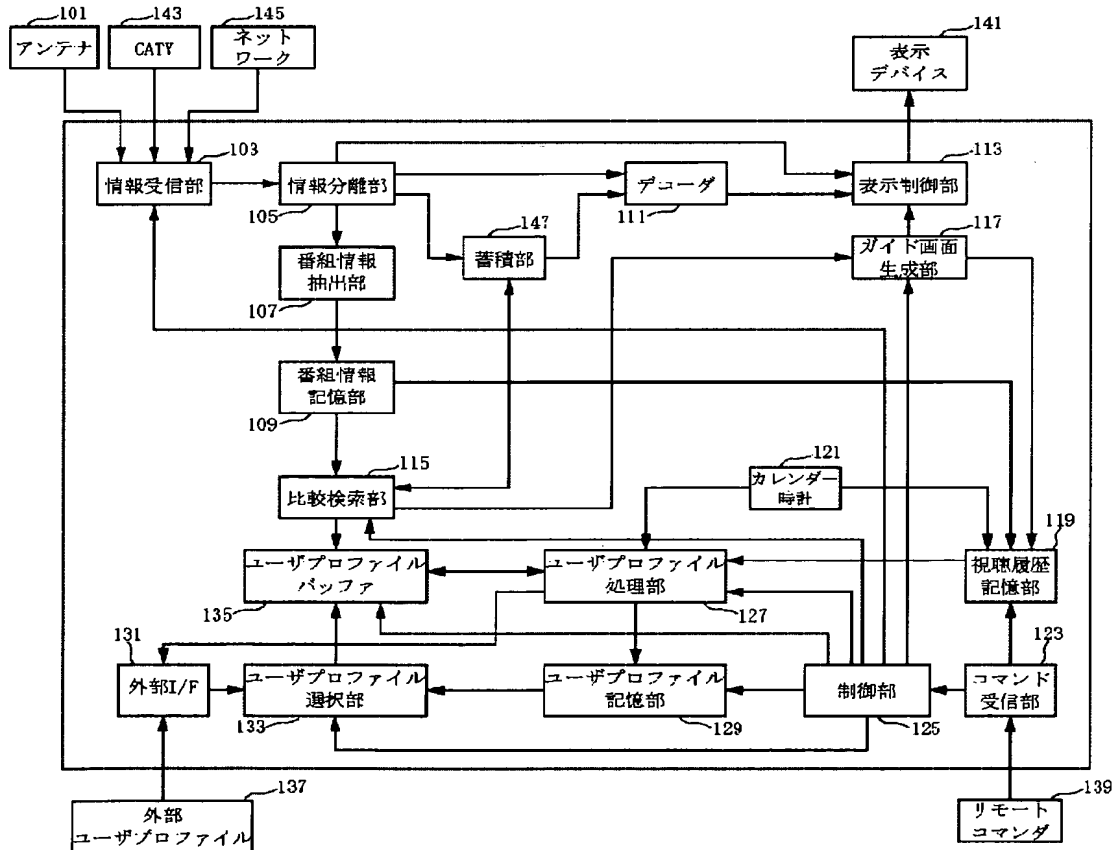 101
143
145
アンテナ
CATV
ネット
ワーク
141
表示
デバイス
103
113
情報受信部
情報分離部
デコーダ
表示制御部
105
111
147
117
番組情報
抽出部
蓄積部
ガイド画面
生成部
107
番組情報
記憶部
109
115
121
比較検索部
カレンダー
時計
119
ユーザプロファイル
バッファ
ユーザプロファイル
処理部
視聴履歴
記憶部
135
127
131
123
外部I/F
ユーザプロファイル
選択部
ユーザプロファイル
記憶部
制御部
コマンド
受信部
133
129
125
137
139
外部
ユーザプロファイル
リモート
コマンダ